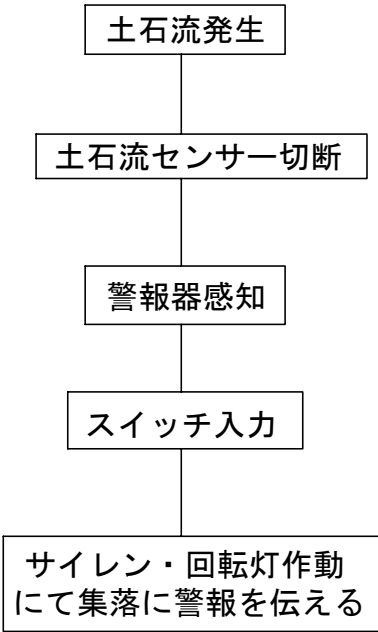 土石流発生
土石流センサー切断
警報器感知
スイッチ入力
サイレン・回転灯作動
にて集落に警報を伝える